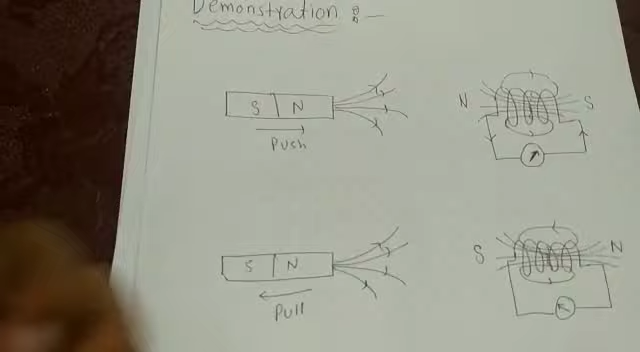 Demonstration :-
S N
Push
N S
S N
Pull
S N